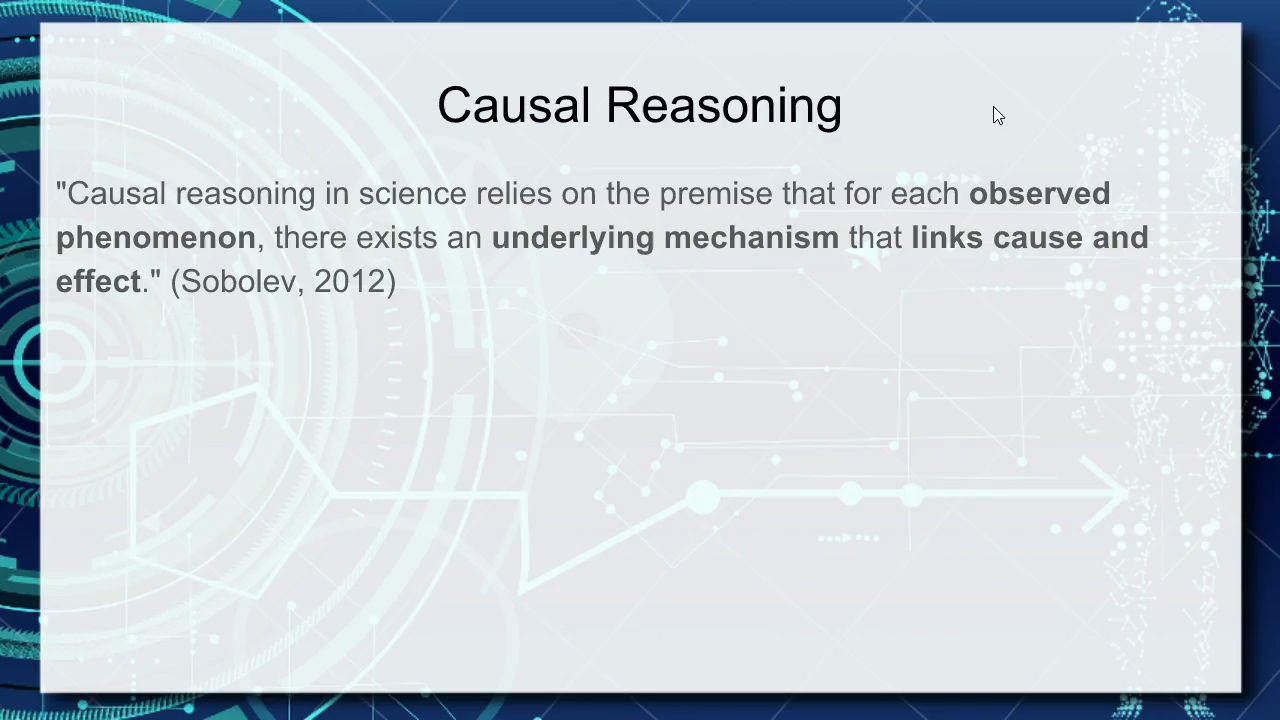 Causal Reasoning
"Causal reasoning in science relies on the premise that for each observed
phenomenon, there exists an underlying mechanism that links cause and
effect." (Sobolev, 2012)